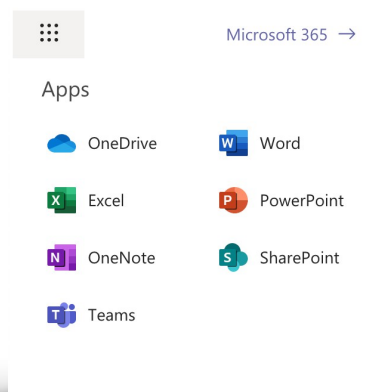 Microsoft 365 →
Apps
OneDrive
W Word
X Excel
P PowerPoint
N OneNote
S SharePoint
T Teams